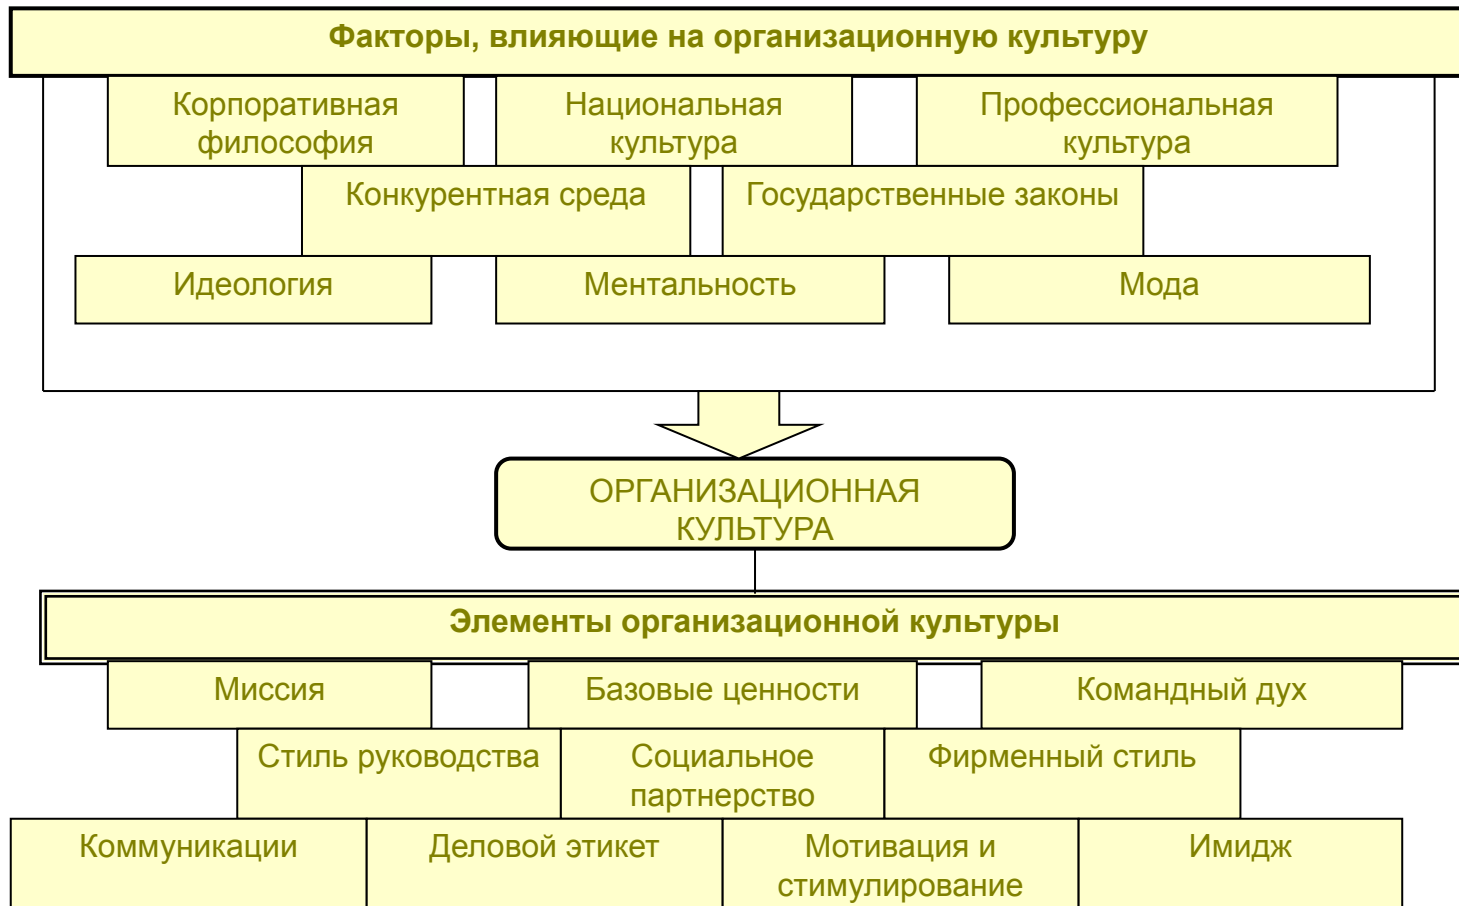 Факторы, влияющие на организационную культуру
Корпоративная
философия
Национальная
культура
Профессиональная
культура
Конкурентная среда
Государственные законы
Идеология
Ментальность
Мода
ОРГАНИЗАЦИОННАЯ
КУЛЬТУРА
Элементы организационной культуры
Миссия
Базовые ценности
Командный дух
Стиль руководства
Социальное
партнерство
Фирменный стиль
Коммуникации
Деловой этикет
Мотивация и
стимулирование
Имидж